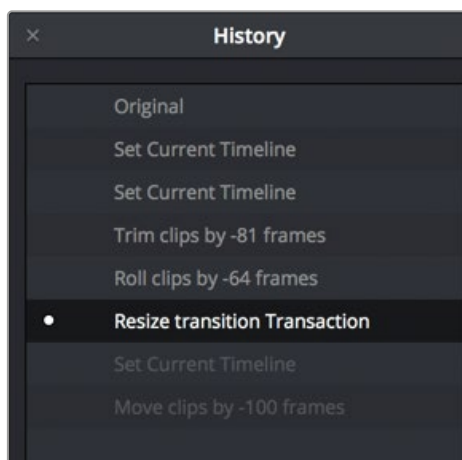 History
Original
Set Current Timeline
Set Current Timeline
Trim clips by -81 frames
Roll clips by -64 frames
Resize transition Transaction
Set Current Timeline
Move clips by -100 frames